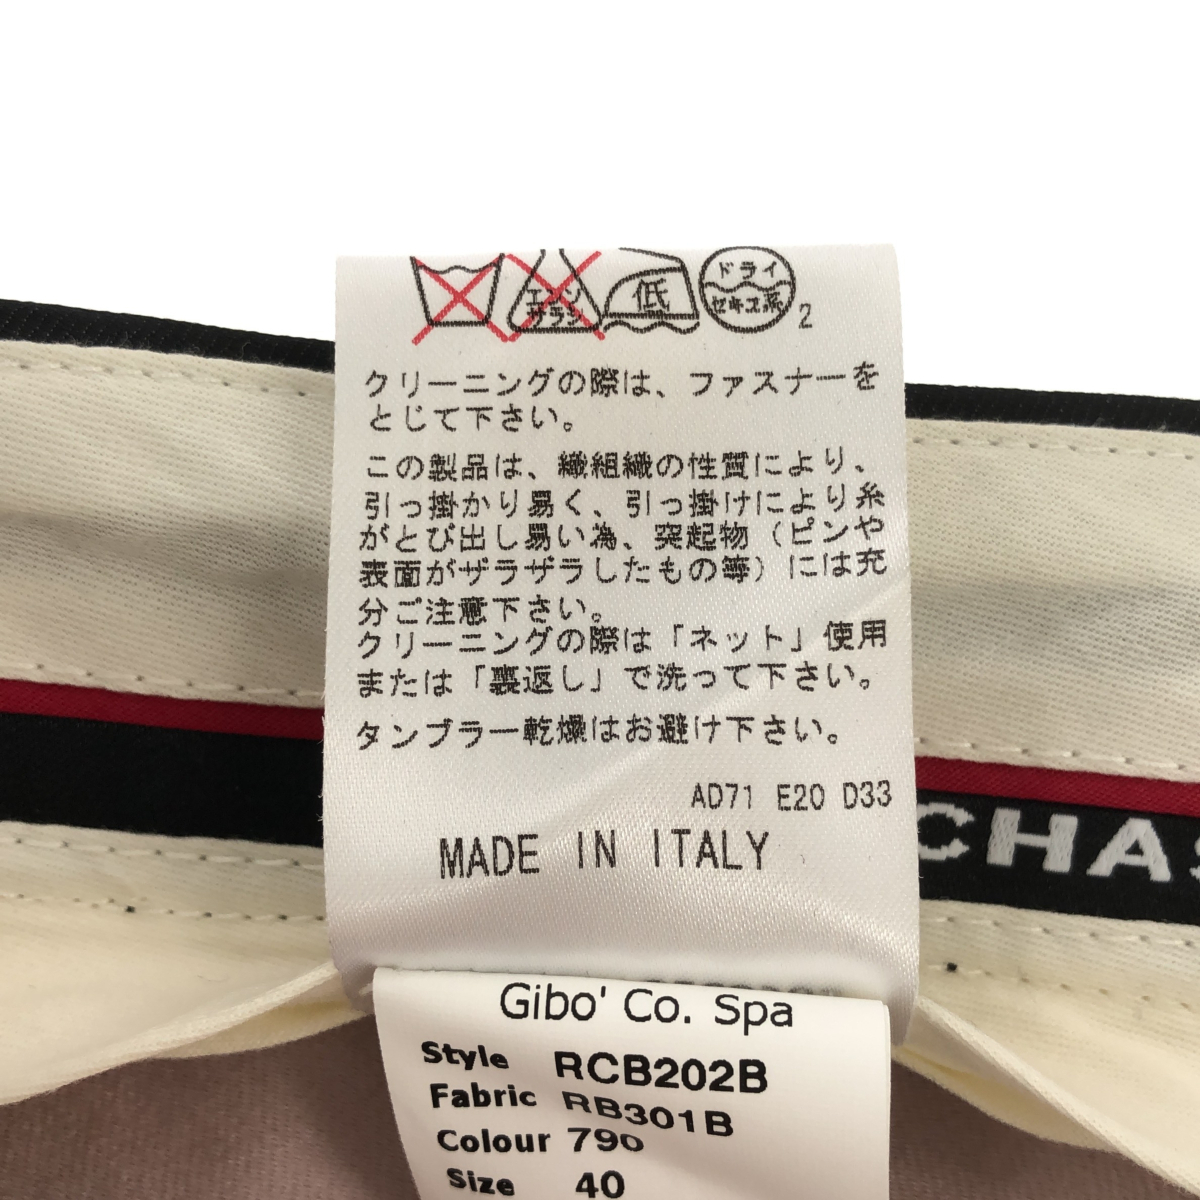 エンソ
サラシ
低
ドライ
セキユ系
2
クリーニングの際は、ファスナーを
とじて下さい。
この製品は、繊組織の性質により、
引っ掛かり易く、引っ掛けにより糸
がとび出し易い為、突起物（ピンや
表面がザラザラしたもの等）には充
分ご注意下さい。
クリーニングの際は「ネット」使用
または「裏返し」で洗って下さい。
タンブラー乾燥はお避け下さい。
AD71 E20 D33
MADE IN ITALY
CHAS
Gibo' Co. Spa
Style RCB202B
Fabric RB301B
Colour 790
Size 40